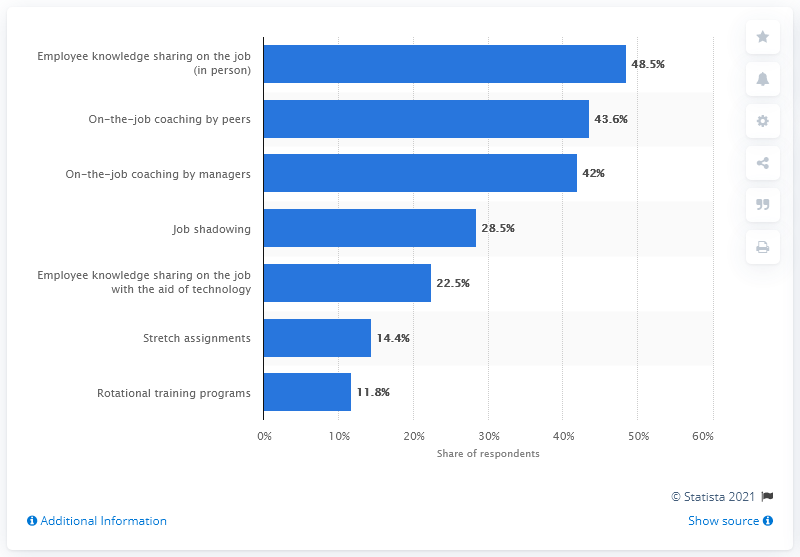 Employee knowledge sharing on the job
(in person)
48.5%
On-the-job coaching by peers
43.6%
On-the-job coaching by managers
42%
Job shadowing
28.5%
Employee knowledge sharing on the job
with the aid of technology
22.5%
Stretch assignments
14.4%
Rotational training programs
11.8%
0% 10% 20% 30% 40% 50% 60%
Share of respondents
© Statista 2021
Additional Information
Show source